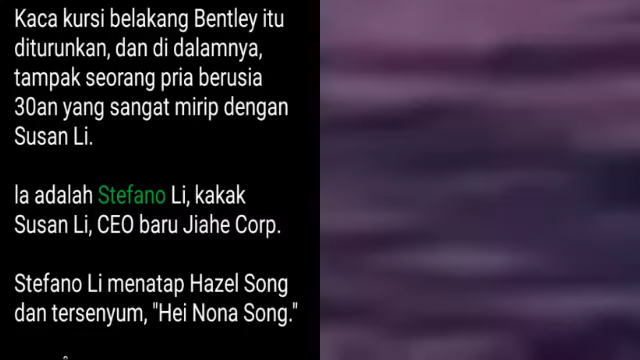 Kaca kursi belakang Bentley itu
diturunkan, dan di dalamnya,
tampak seorang pria berusia
30an yang sangat mirip dengan
Susan Li.
Ia adalah Stefano Li, kakak
Susan Li, CEO baru Jiahe Corp.
Stefano Li menatap Hazel Song
dan tersenyum, "Hei Nona Song."